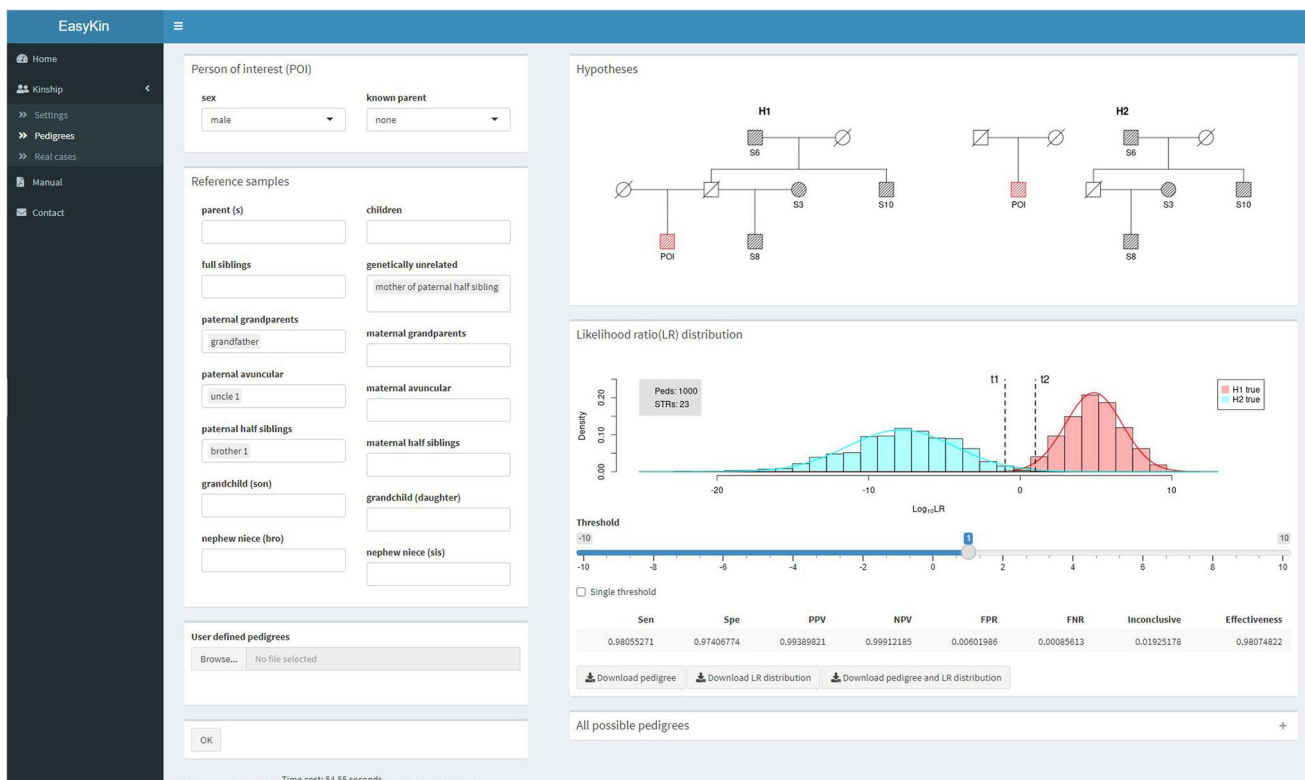 EasyKin
Home
Kinship
Settings
Pedigrees
Real cases
Manual
Contact
Person of interest (POI)
sex
known parent
male
none
Reference samples
parent (s)
children
full siblings
genetically unrelated
mother of paternal half sibling
paternal grandparents
maternal grandparents
grandfather
paternal avuncular
maternal avuncular
uncle 1
paternal half siblings
maternal half siblings
brother 1
grandchild (son)
grandchild (daughter)
nephew niece (bro)
nephew niece (sis)
User defined pedigrees
Browse... No file selected
OK
Time cost: 54.55 seconds
Hypotheses
H1
H2
S6
S6
S3
S10
POI
S3
S10
POI
S8
S8
Likelihood ratio(LR) distribution
t1
t2
Peds: 1000
STRs: 23
H1 true
H2 true
Density
0.20
0.10
0.00
-20 -10 0 10
Log₁₀LR
Threshold
-10 1 10
-10 -8 -6 -4 -2 0 2 4 6 8 10
Single threshold
Sen Spe PPV NPV FPR FNR Inconclusive Effectiveness
0.98055271 0.97406774 0.99389821 0.99912185 0.00601986 0.00085613 0.01925178 0.98074822
Download pedigree Download LR distribution Download pedigree and LR distribution
All possible pedigrees +